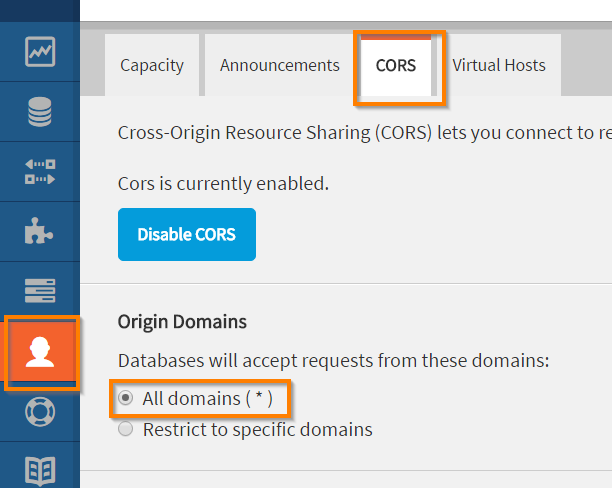 Capacity
Announcements
CORS
Virtual Hosts
Cross-Origin Resource Sharing (CORS) lets you connect to re
Cors is currently enabled.
Disable CORS
Origin Domains
Databases will accept requests from these domains:
All domains ( * )
Restrict to specific domains